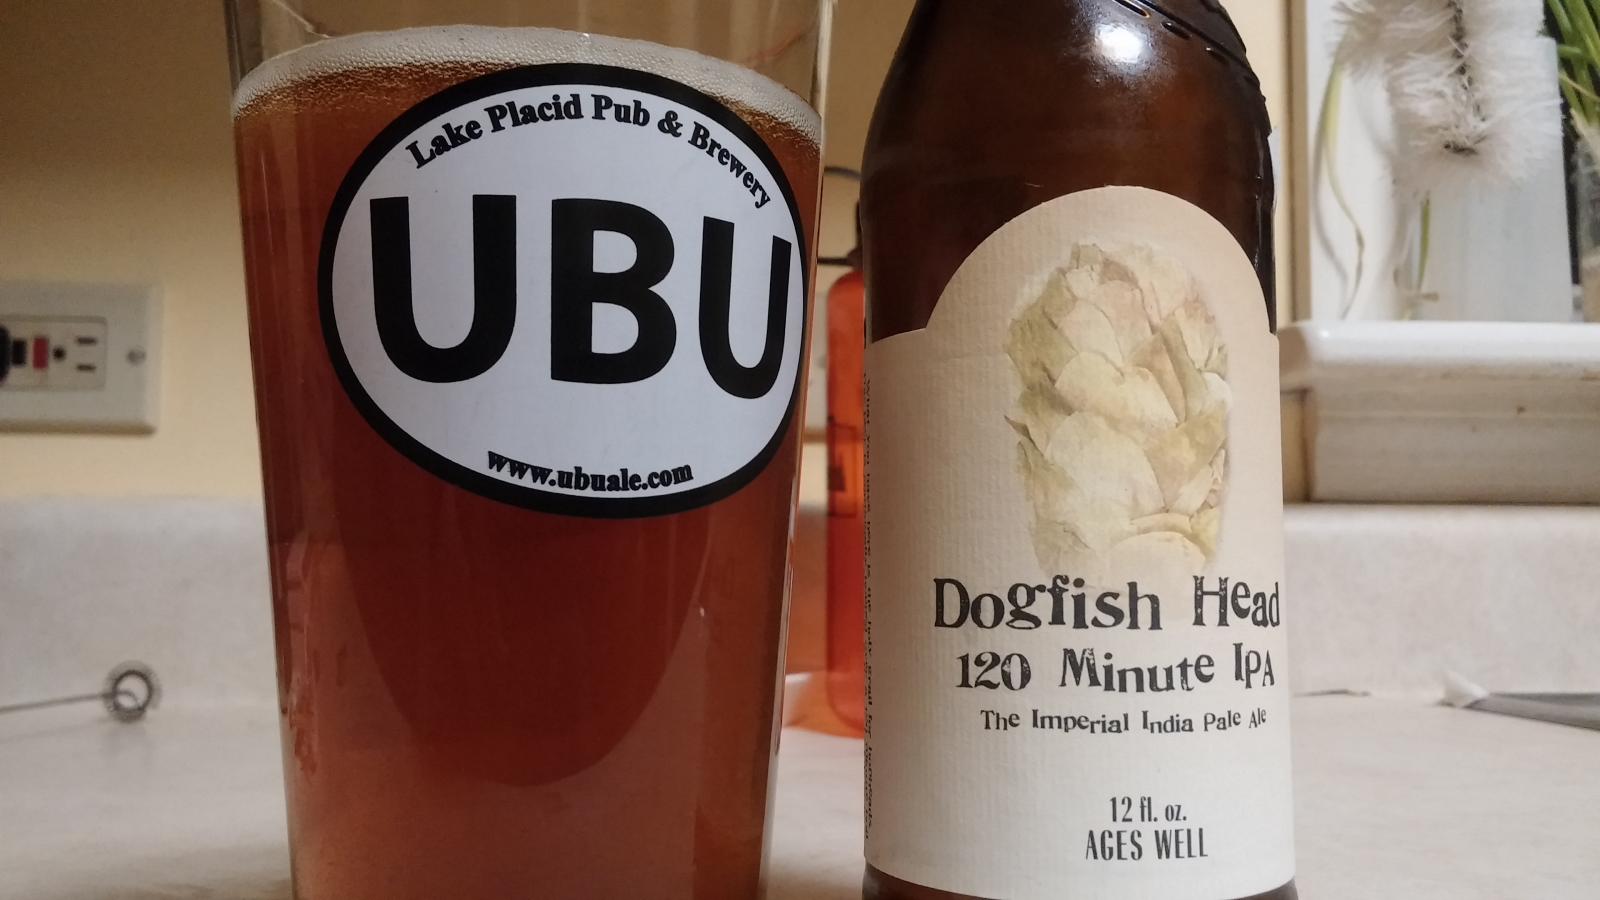 Lake Placid Pub & Brewery
UBU
www.ubuale.com
Dogfish Head
120 Minute IPA
The Imperial India Pale Ale
12 fl. oz.
AGES WELL